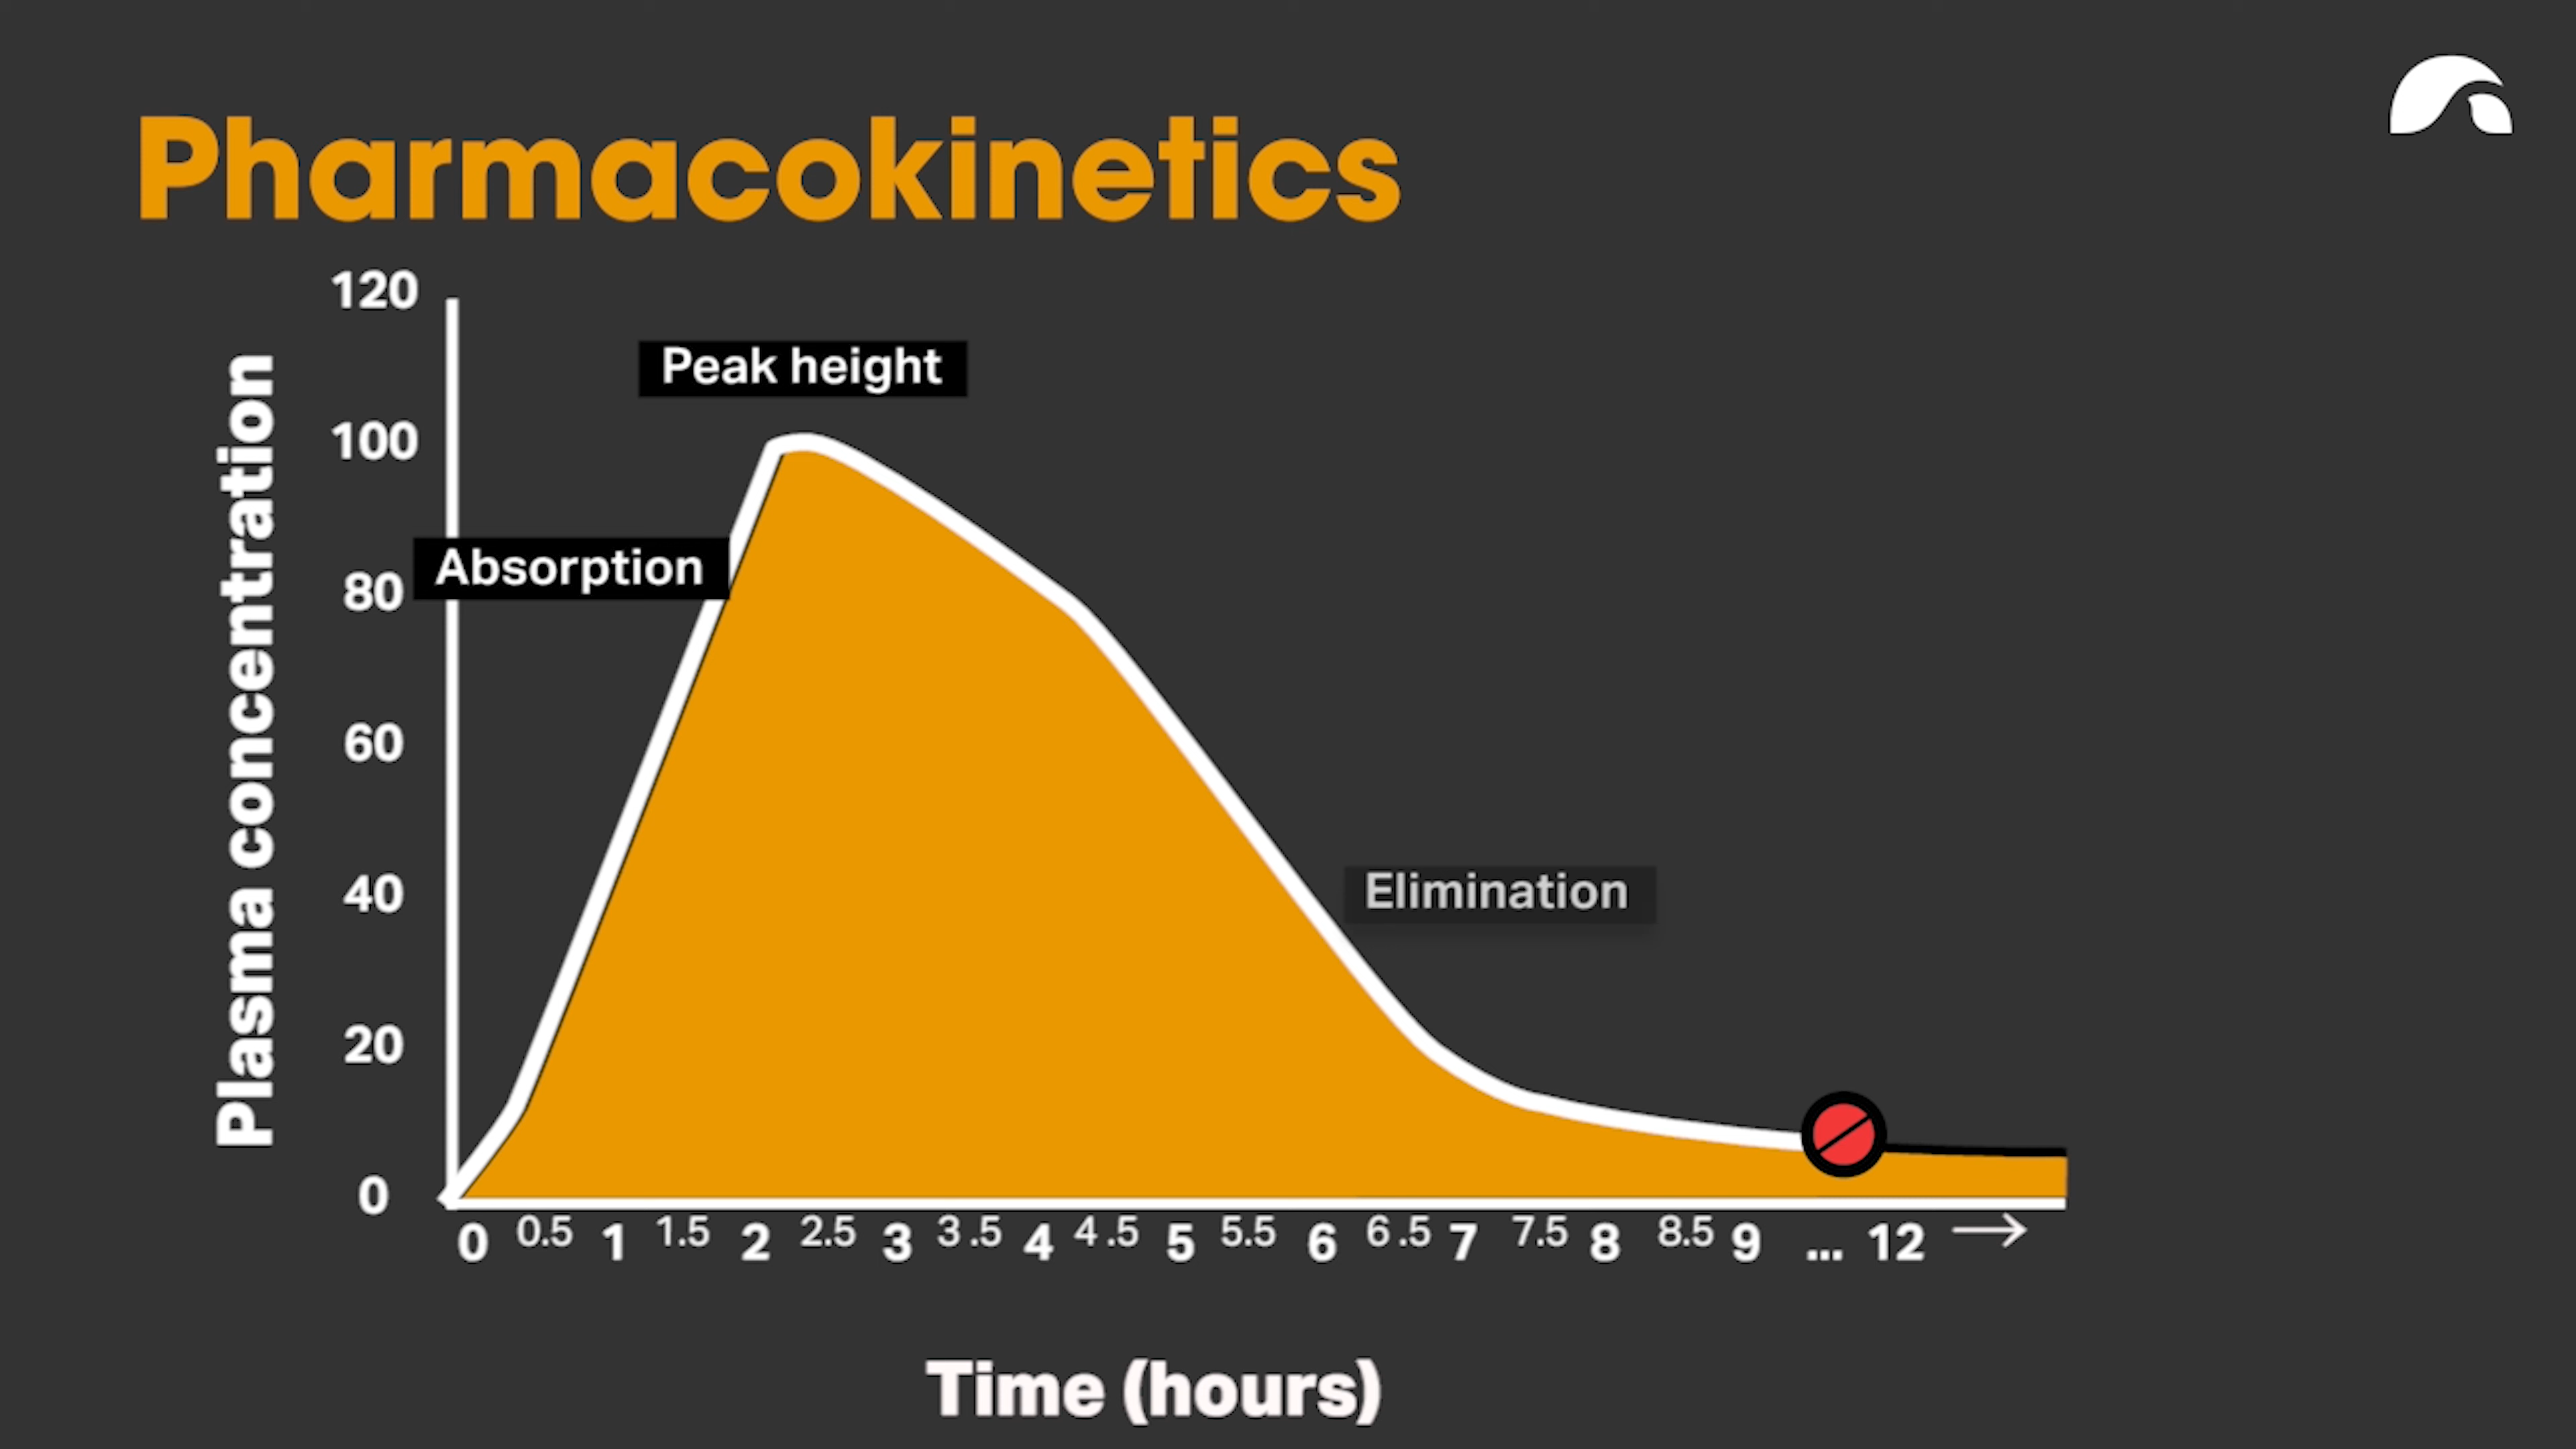 Pharmacokinetics
120
Peak height
100
Absorption
80
60
Plasma concentration
40
Elimination
20
0
0 0.5 1 1.5 2 2.5 3 3.5 4 4.5 5 5.5 6 6.5 7 7.5 8 8.5 9 ... 12 →
Time (hours)